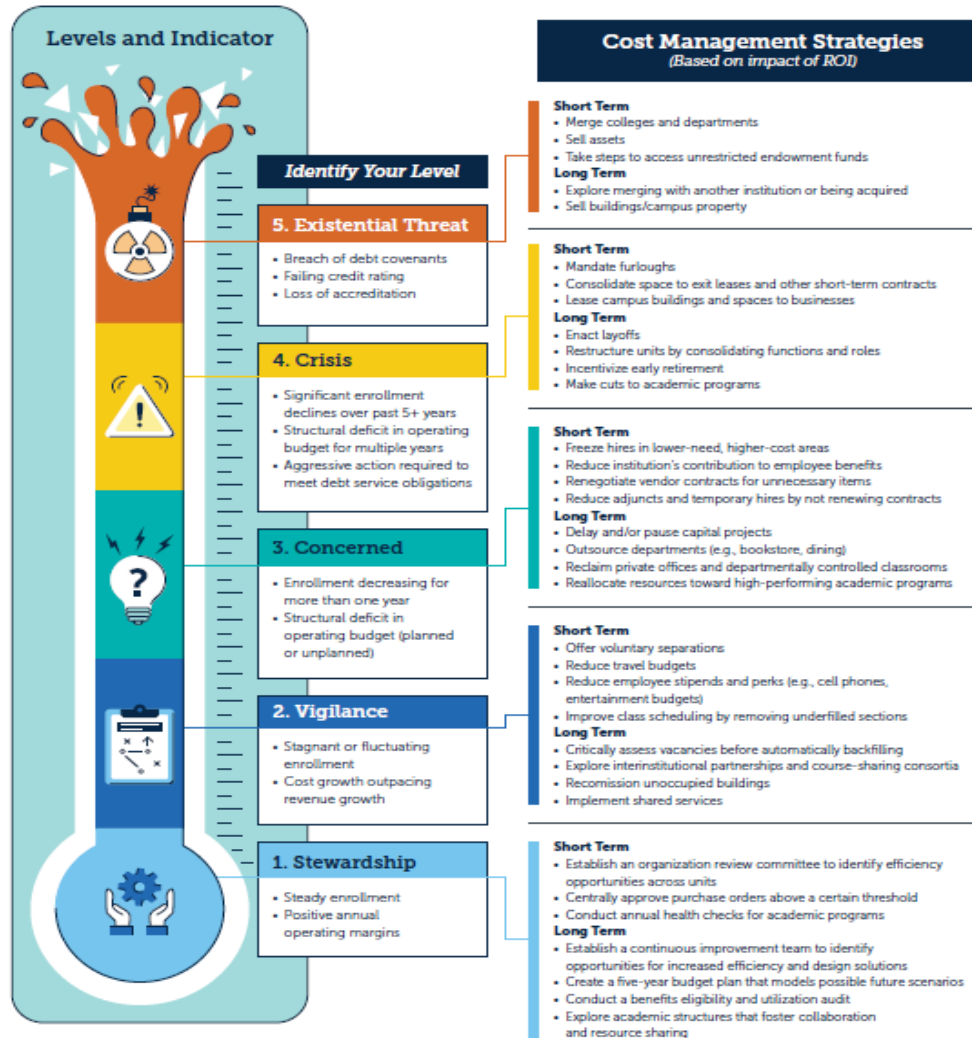 Levels and Indicator
Identify Your Level
5. Existential Threat
• Breach of debt covenants
• Failing credit rating
• Loss of accreditation
4. Crisis
• Significant enrollment
declines over past 5+ years
• Structural deficit in operating
budget for multiple years
• Aggressive action required to
meet debt service obligations
3. Concerned
• Enrollment decreasing for
more than one year
• Structural deficit in
operating budget (planned
or unplanned)
2. Vigilance
• Stagnant or fluctuating
enrollment
• Cost growth outpacing
revenue growth
1. Stewardship
• Steady enrollment
• Positive annual
operating margins
Cost Management Strategies
(Based on impact of ROI)
Short Term
• Merge colleges and departments
• Sell assets
• Take steps to access unrestricted endowment funds
Long Term
• Explore merging with another institution or being acquired
• Sell buildings/campus property
Short Term
• Mandate furloughs
• Consolidate space to exit leases and other short-term contracts
• Lease campus buildings and spaces to businesses
Long Term
• Enact layoffs
• Restructure units by consolidating functions and roles
• Incentivize early retirement
• Make cuts to academic programs
Short Term
• Freeze hires in lower-need, higher-cost areas
• Reduce institution's contribution to employee benefits
• Renegotiate vendor contracts for unnecessary items
• Reduce adjuncts and temporary hires by not renewing contracts
Long Term
• Delay and/or pause capital projects
• Outsource departments (e.g., bookstore, dining)
• Reclaim private offices and departmentally controlled classrooms
• Reallocate resources toward high-performing academic programs
Short Term
• Offer voluntary separations
• Reduce travel budgets
• Reduce employee stipends and perks (e.g., cell phones,
entertainment budgets)
• Improve class scheduling by removing underfilled sections
Long Term
• Critically assess vacancies before automatically backfilling
• Explore interinstitutional partnerships and course-sharing consortia
• Recomission unoccupied buildings
• Implement shared services
Short Term
• Establish an organization review committee to identify efficiency
opportunities across units
• Centrally approve purchase orders above a certain threshold
• Conduct annual health checks for academic programs
Long Term
• Establish a continuous improvement team to identify
opportunities for increased efficiency and design solutions
• Create a five-year budget plan that models possible future scenarios
• Conduct a benefits eligibility and utilization audit
• Explore academic structures that foster collaboration
and resource sharing